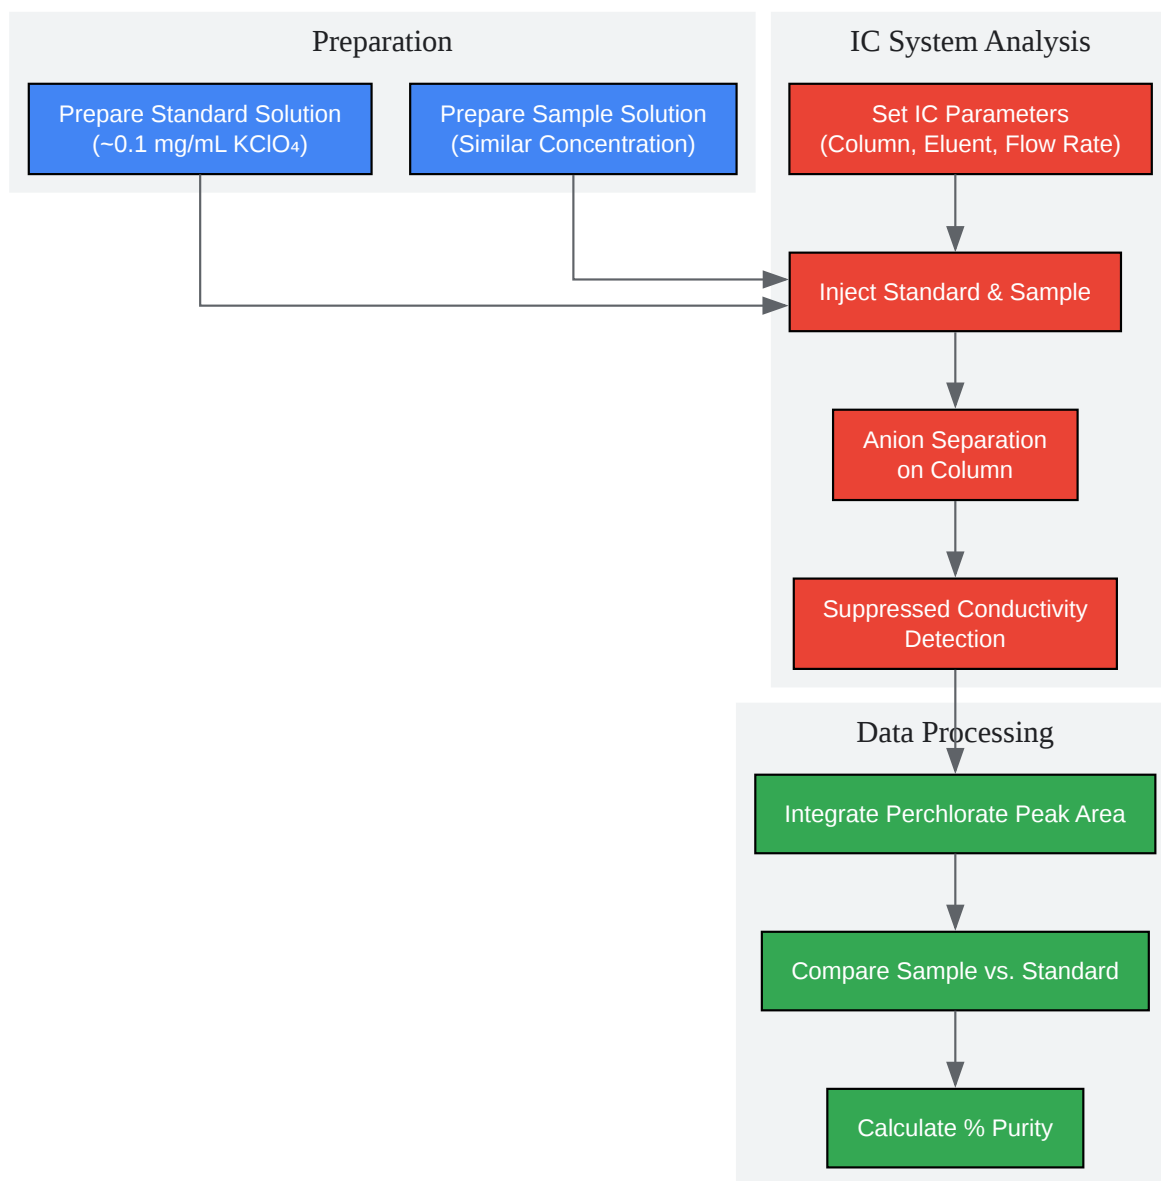 Preparation
Prepare Standard Solution
(~0.1 mg/mL KClO₄)
Prepare Sample Solution
(Similar Concentration)
IC System Analysis
Set IC Parameters
(Column, Eluent, Flow Rate)
Inject Standard & Sample
Anion Separation
on Column
Suppressed Conductivity
Detection
Data Processing
Integrate Perchlorate Peak Area
Compare Sample vs. Standard
Calculate % Purity